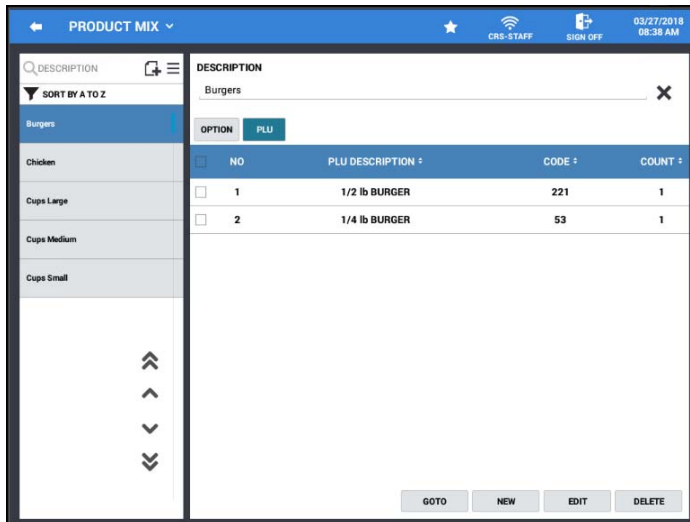 PRODUCT MIX
CRS-STAFF
SIGN OFF
03/27/2018
08:38 AM
DESCRIPTION
SORT BY A TO Z
Burgers
Chicken
Cups Large
Cups Medium
Cups Small
DESCRIPTION
Burgers
OPTION PLU
NO PLU DESCRIPTION CODE COUNT
1 1/2 lb BURGER 221 1
2 1/4 lb BURGER 53 1
GOTO NEW EDIT DELETE